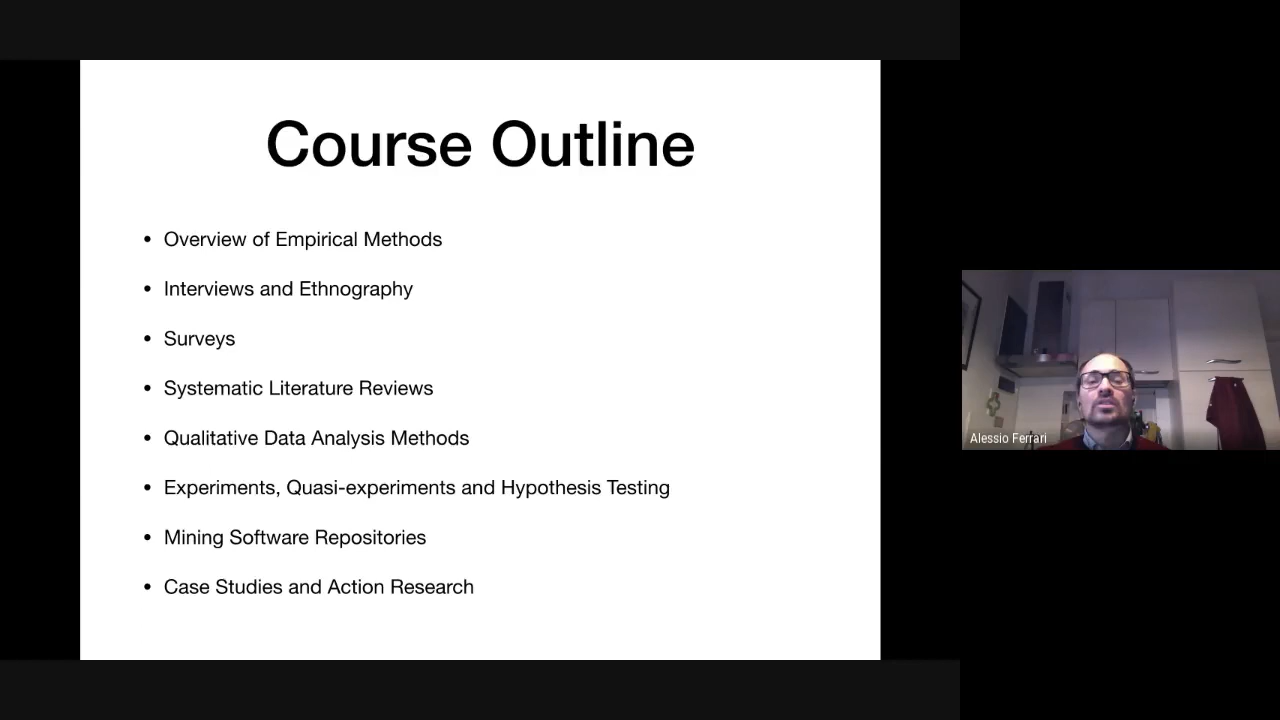 Course Outline
• Overview of Empirical Methods
• Interviews and Ethnography
• Surveys
• Systematic Literature Reviews
• Qualitative Data Analysis Methods
• Experiments, Quasi-experiments and Hypothesis Testing
• Mining Software Repositories
• Case Studies and Action Research
Alessio Ferrari